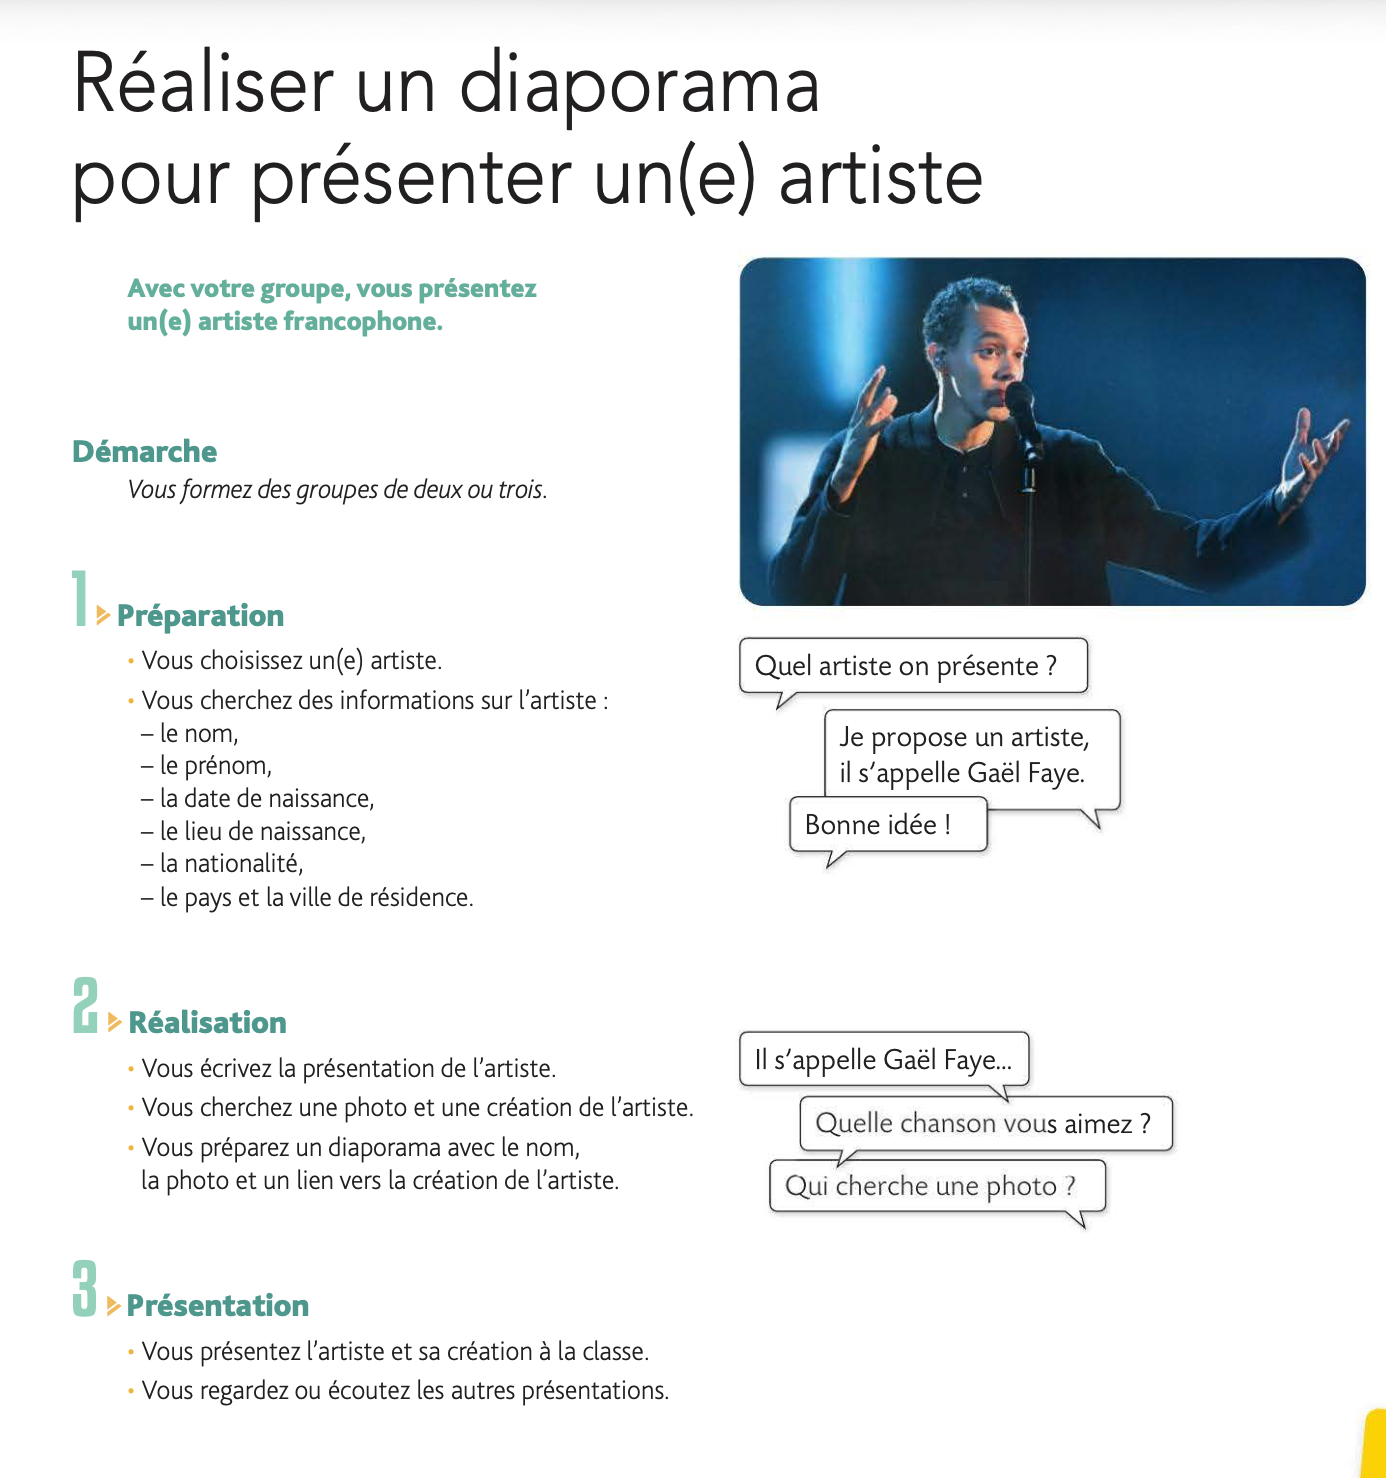 Réaliser un diaporama
pour présenter un(e) artiste
Avec votre groupe, vous présentez
un(e) artiste francophone.
Démarche
Vous formez des groupes de deux ou trois.
1 Préparation
• Vous choisissez un(e) artiste.
• Vous cherchez des informations sur l’artiste :
– le nom,
– le prénom,
– la date de naissance,
– le lieu de naissance,
– la nationalité,
– le pays et la ville de résidence.
Quel artiste on présente ?
Je propose un artiste,
il s’appelle Gaël Faye.
Bonne idée !
2 Réalisation
• Vous écrivez la présentation de l’artiste.
• Vous cherchez une photo et une création de l’artiste.
• Vous préparez un diaporama avec le nom,
la photo et un lien vers la création de l’artiste.
Il s’appelle Gaël Faye...
Quelle chanson vous aimez ?
Qui cherche une photo ?
3 Présentation
• Vous présentez l’artiste et sa création à la classe.
• Vous regardez ou écoutez les autres présentations.